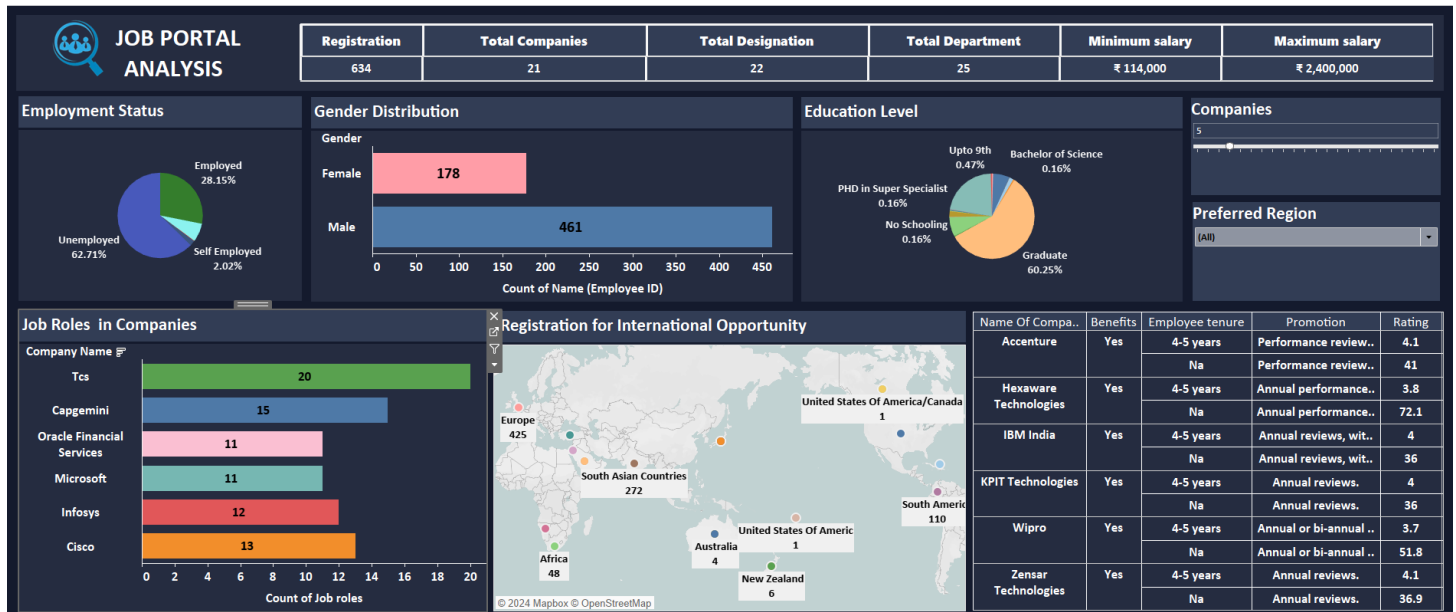 JOB PORTAL
ANALYSIS
Registration Total Companies Total Designation Total Department Minimum salary Maximum salary
634 21 22 25 ₹ 114,000 ₹ 2,400,000
Employment Status
Employed
28.15%
Unemployed
62.71%
Self Employed
2.02%
Gender Distribution
Gender
Female 178
Male 461
0 50 100 150 200 250 300 350 400 450
Count of Name (Employee ID)
Education Level
Upto 9th
0.47%
Bachelor of Science
0.16%
PHD in Super Specialist
0.16%
No Schooling
0.16%
Graduate
60.25%
Companies
5
Preferred Region
(All)
Job Roles in Companies
Company Name
Tcs 20
Capgemini 15
Oracle Financial
Services
11
Microsoft 11
Infosys 12
Cisco 13
0 2 4 6 8 10 12 14 16 18 20
Count of Job roles
Registration for International Opportunity
United States Of America/Canada
1
Europe
425
South Asian Countries
272
South Americ
110
United States Of Americ
1
Australia
4
Africa
48
New Zealand
6
© 2024 Mapbox © OpenStreetMap
Name Of Compa.. Benefits Employee tenure Promotion Rating
Accenture Yes 4-5 years Performance review.. 4.1
Na Performance review.. 41
Hexaware
Technologies
Yes 4-5 years Annual performance.. 3.8
Na Annual performance.. 72.1
IBM India Yes 4-5 years Annual reviews, wit.. 4
Na Annual reviews, wit.. 36
KPIT Technologies Yes 4-5 years Annual reviews. 4
Na Annual reviews. 36
Wipro Yes 4-5 years Annual or bi-annual .. 3.7
Na Annual or bi-annual .. 51.8
Zensar
Technologies
Yes 4-5 years Annual reviews. 4.1
Na Annual reviews. 36.9